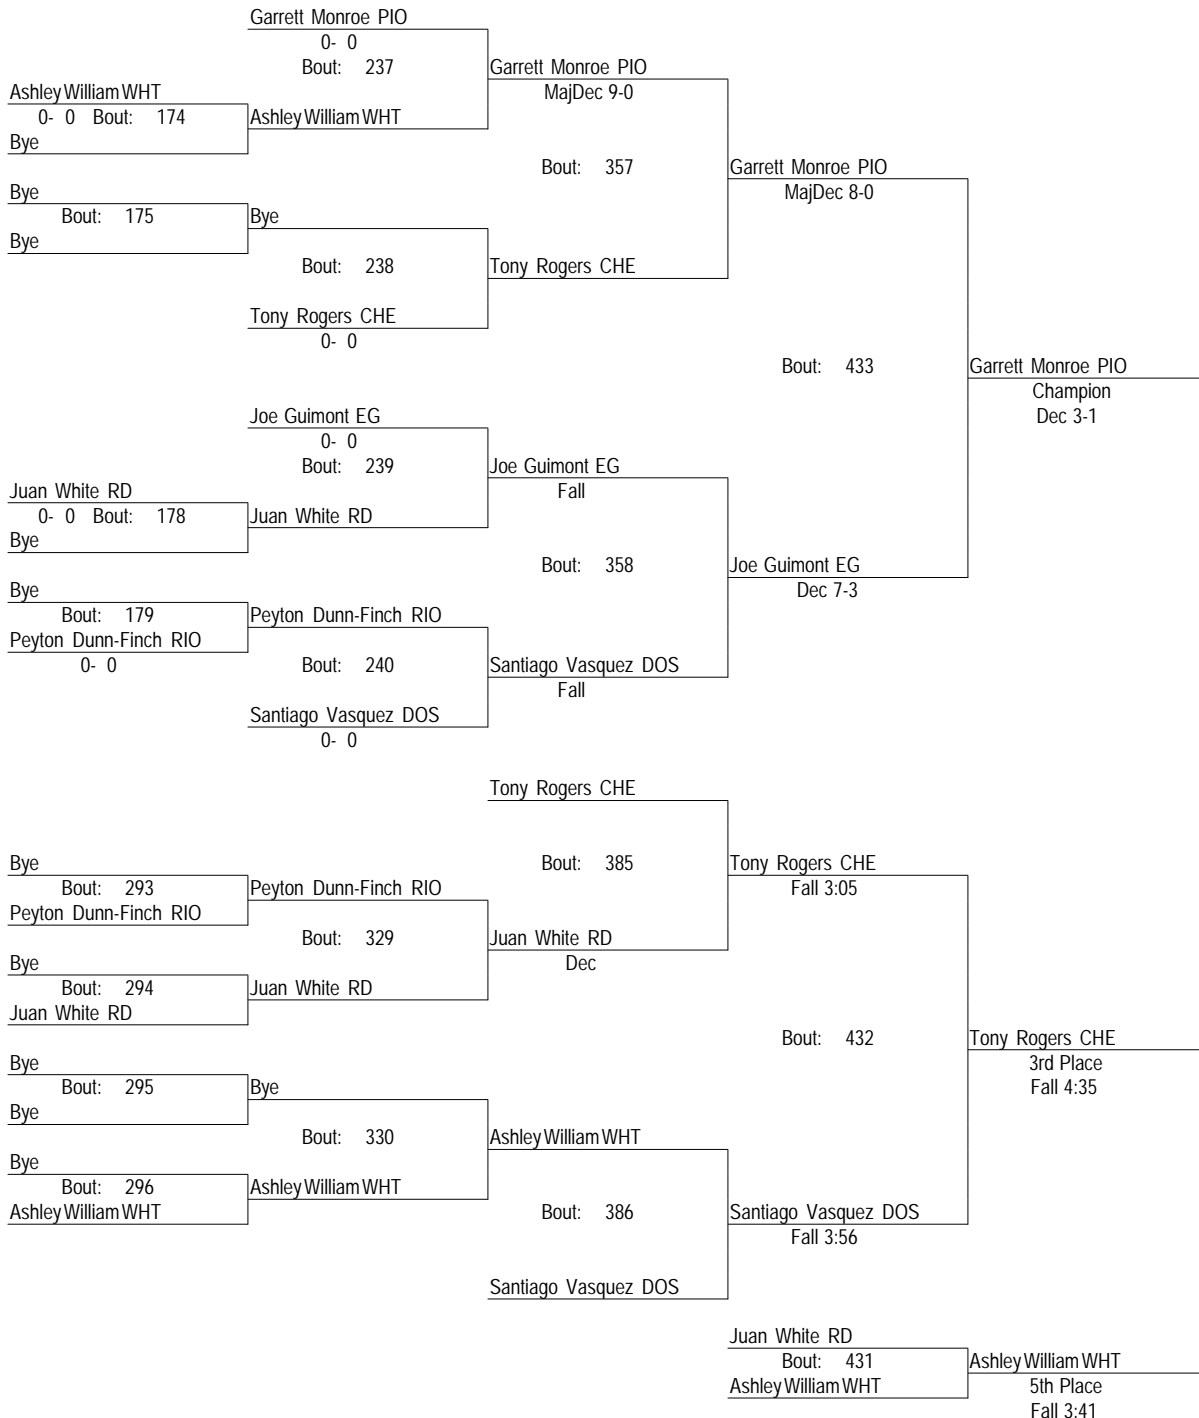 Garrett Monroe PIO
0- 0
Bout: 237
Garrett Monroe PIO
MajDec 9-0
Ashley William WHT
0- 0 Bout: 174
Ashley William WHT
Bye
Bout: 357
Garrett Monroe PIO
MajDec 8-0
Bye
Bout: 175
Bye
Bye
Bout: 238
Tony Rogers CHE
Tony Rogers CHE
0- 0
Bout: 433
Garrett Monroe PIO
Champion
Dec 3-1
Joe Guimont EG
0- 0
Bout: 239
Joe Guimont EG
Fall
Juan White RD
0- 0 Bout: 178
Juan White RD
Bye
Bout: 358
Joe Guimont EG
Dec 7-3
Bye
Bout: 179
Peyton Dunn-Finch RIO
Peyton Dunn-Finch RIO
0- 0
Bout: 240
Santiago Vasquez DOS
Fall
Santiago Vasquez DOS
0- 0
Tony Rogers CHE
Bout: 385
Tony Rogers CHE
Fall 3:05
Bye
Bout: 293
Peyton Dunn-Finch RIO
Peyton Dunn-Finch RIO
Bout: 329
Juan White RD
Dec
Bye
Bout: 294
Juan White RD
Juan White RD
Bout: 432
Tony Rogers CHE
3rd Place
Fall 4:35
Bye
Bout: 295
Bye
Bye
Bout: 330
Ashley William WHT
Bye
Bout: 296
Ashley William WHT
Ashley William WHT
Bout: 386
Santiago Vasquez DOS
Fall 3:56
Santiago Vasquez DOS
Juan White RD
Bout: 431
Ashley William WHT
Ashley William WHT
5th Place
Fall 3:41